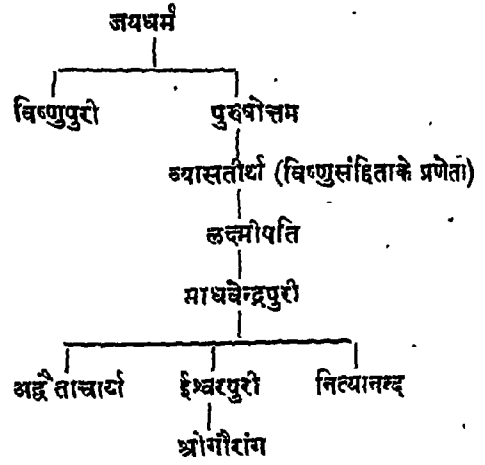 जयधर्म
विष्णुपुरी पुरुषोत्तम
व्यासतीर्था (विष्णुसंहिताके प्रणेता)
लक्ष्मीपति
माधवेन्द्रपुरी
अद्वैताचार्या ईश्वरपुरी नित्यानन्द
श्रीगौरांग